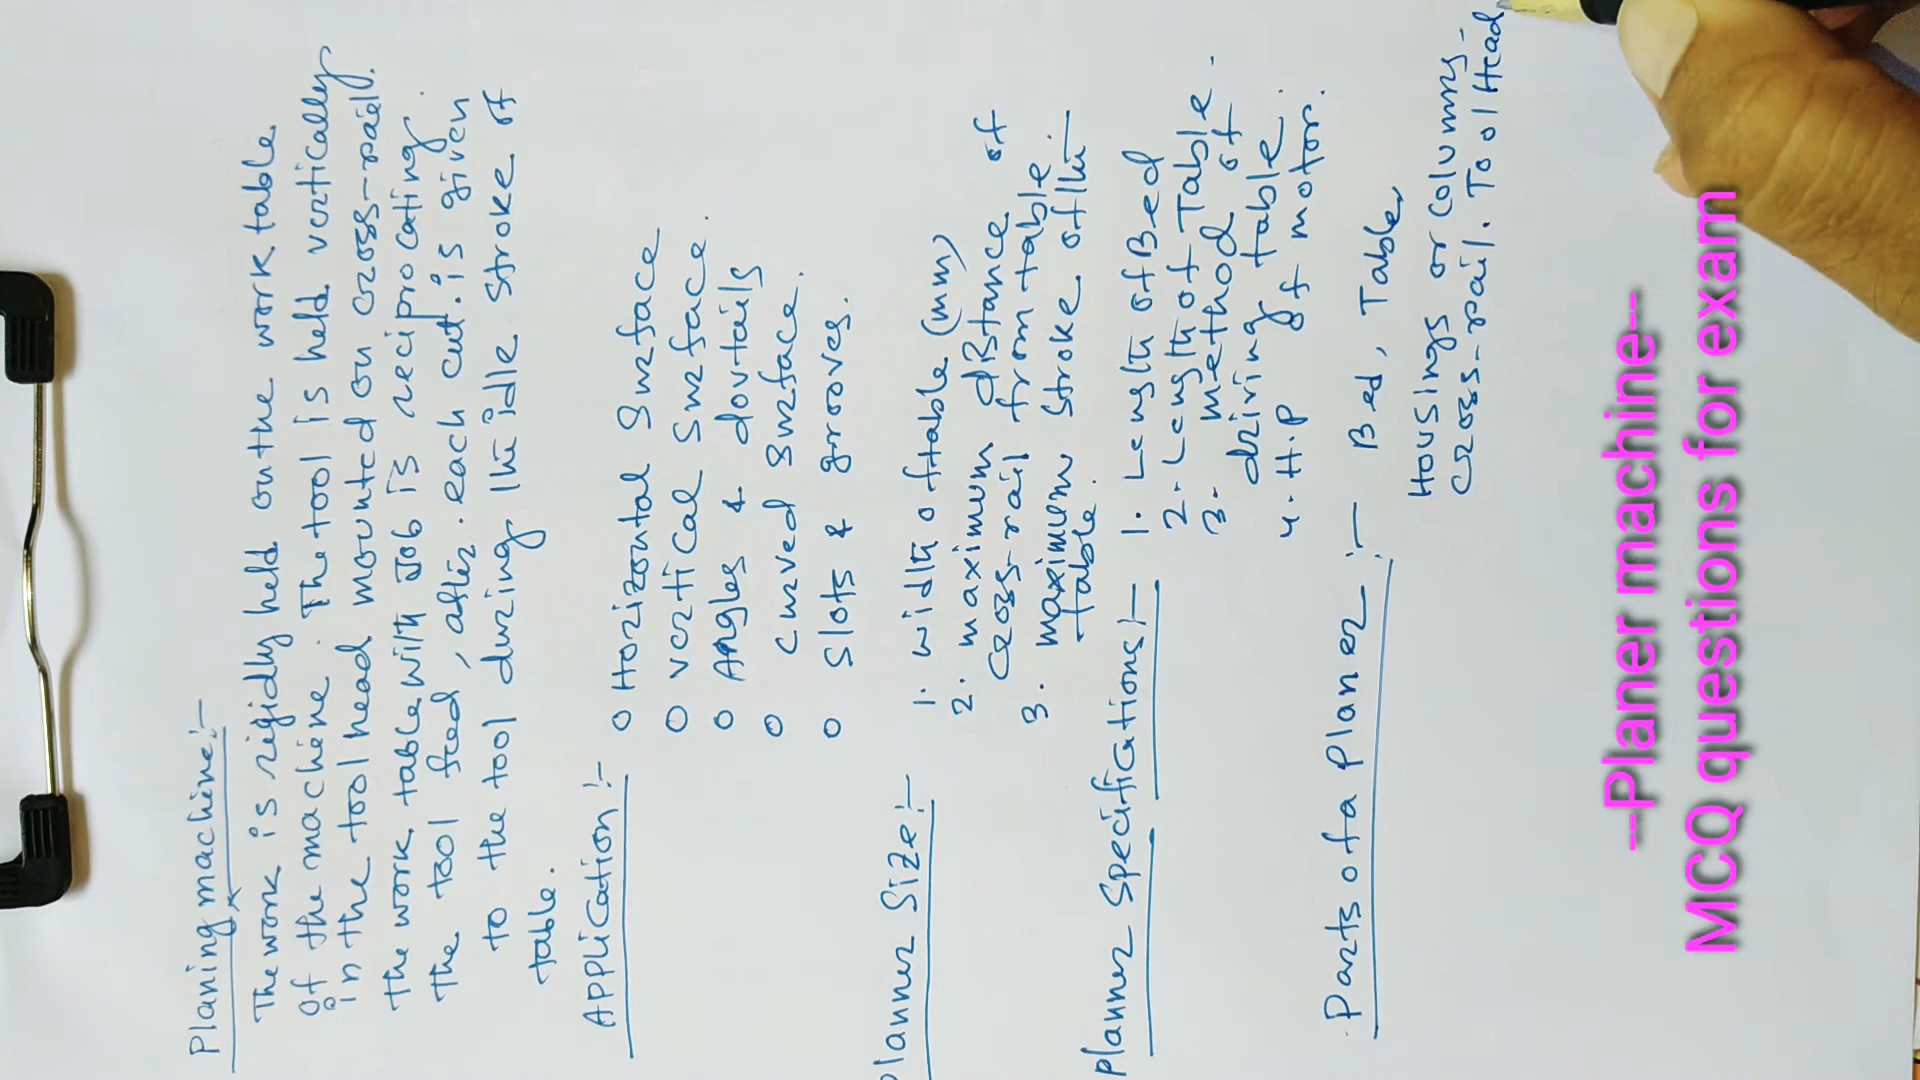 Planing machine:-
The work is rigidly held on the work table
of the machine. The tool is held vertically
in the tool head mounted on cross-rail.
The work table with Job is reciprocating.
The tool feed, after each cut is given
to the tool during the idle stroke of
table.
Application:-
o Horizontal Surface
o vertical Surface.
o Angles & dovtails
o curved Surface.
o Slots & grooves.
Planner Size:-
1. width of table (mm)
2. maximum distance of
cross-rail from table.
3. maximum stroke of the
table.
Planner Specifications:-
1. Length of Bed
2. Length of Table.
3. method of
driving table.
4. H.P of motor.
Parts of a Planer:-
Bed, Table,
Housings or columns,
cross-rail. Tool Head
--Planer machine--
MCQ questions for exam